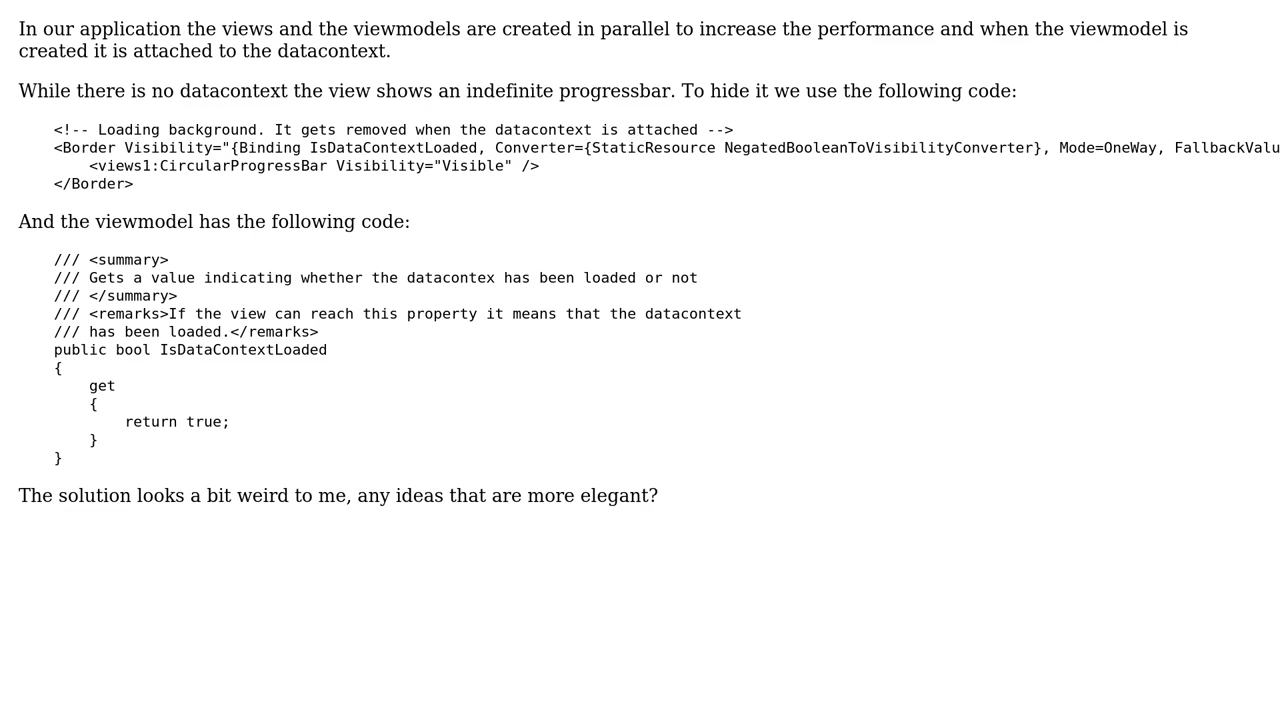 In our application the views and the viewmodels are created in parallel to increase the performance and when the viewmodel is
created it is attached to the datacontext.
While there is no datacontext the view shows an indefinite progressbar. To hide it we use the following code:
<!-- Loading background. It gets removed when the datacontext is attached -->
<Border Visibility="{Binding IsDataContextLoaded, Converter={StaticResource NegatedBooleanToVisibilityConverter}, Mode=OneWay, FallbackValu
<views1:CircularProgressBar Visibility="Visible" />
</Border>
And the viewmodel has the following code:
/// <summary>
/// Gets a value indicating whether the datacontex has been loaded or not
/// </summary>
/// <remarks>If the view can reach this property it means that the datacontext
/// has been loaded.</remarks>
public bool IsDataContextLoaded
{
get
{
return true;
}
}
The solution looks a bit weird to me, any ideas that are more elegant?